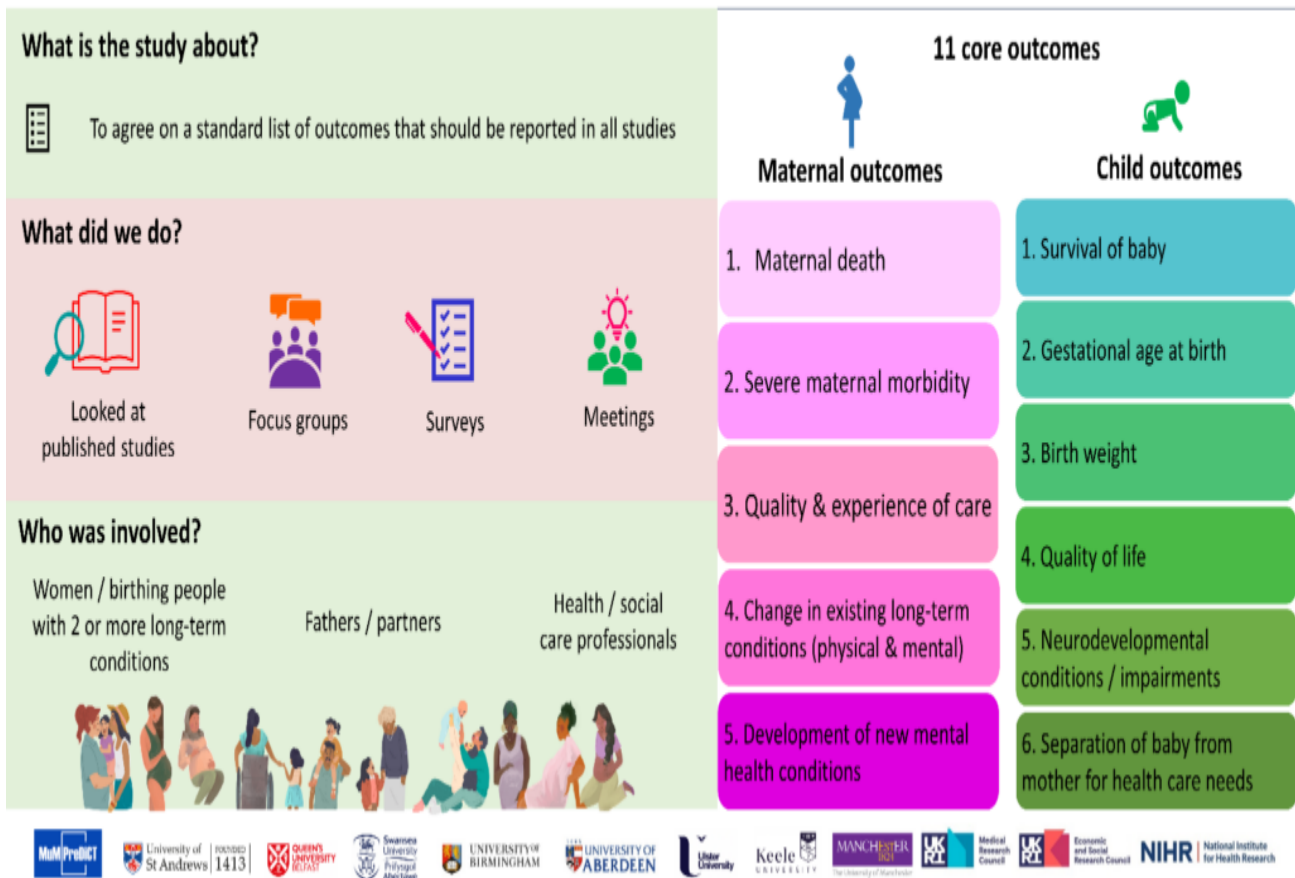 What is the study about?
To agree on a standard list of outcomes that should be reported in all studies
What did we do?
Looked at
published studies
Focus groups
Surveys
Meetings
Who was involved?
Women / birthing people
with 2 or more long-term
conditions
Fathers / partners
Health / social
care professionals
11 core outcomes
Maternal outcomes
1. Maternal death
2. Severe maternal morbidity
3. Quality & experience of care
4. Change in existing long-term
conditions (physical & mental)
5. Development of new mental
health conditions
Child outcomes
1. Survival of baby
2. Gestational age at birth
3. Birth weight
4. Quality of life
5. Neurodevelopmental
conditions / impairments
6. Separation of baby from
mother for health care needs
MuM PreDiCT
University of
St Andrews
FOUNDED
1413
QUEEN'S
UNIVERSITY
BELFAST
Swansea
University
Prifysgol
Abertawe
UNIVERSITY OF
BIRMINGHAM
UNIVERSITY OF
ABERDEEN
Ulster
University
Keele
UNIVERSITY
MANCHESTER
1824
The University of Manchester
UKRI
Medical
Research
Council
UKRI
Economic
and Social
Research Council
NIHR
National Institute
for Health Research